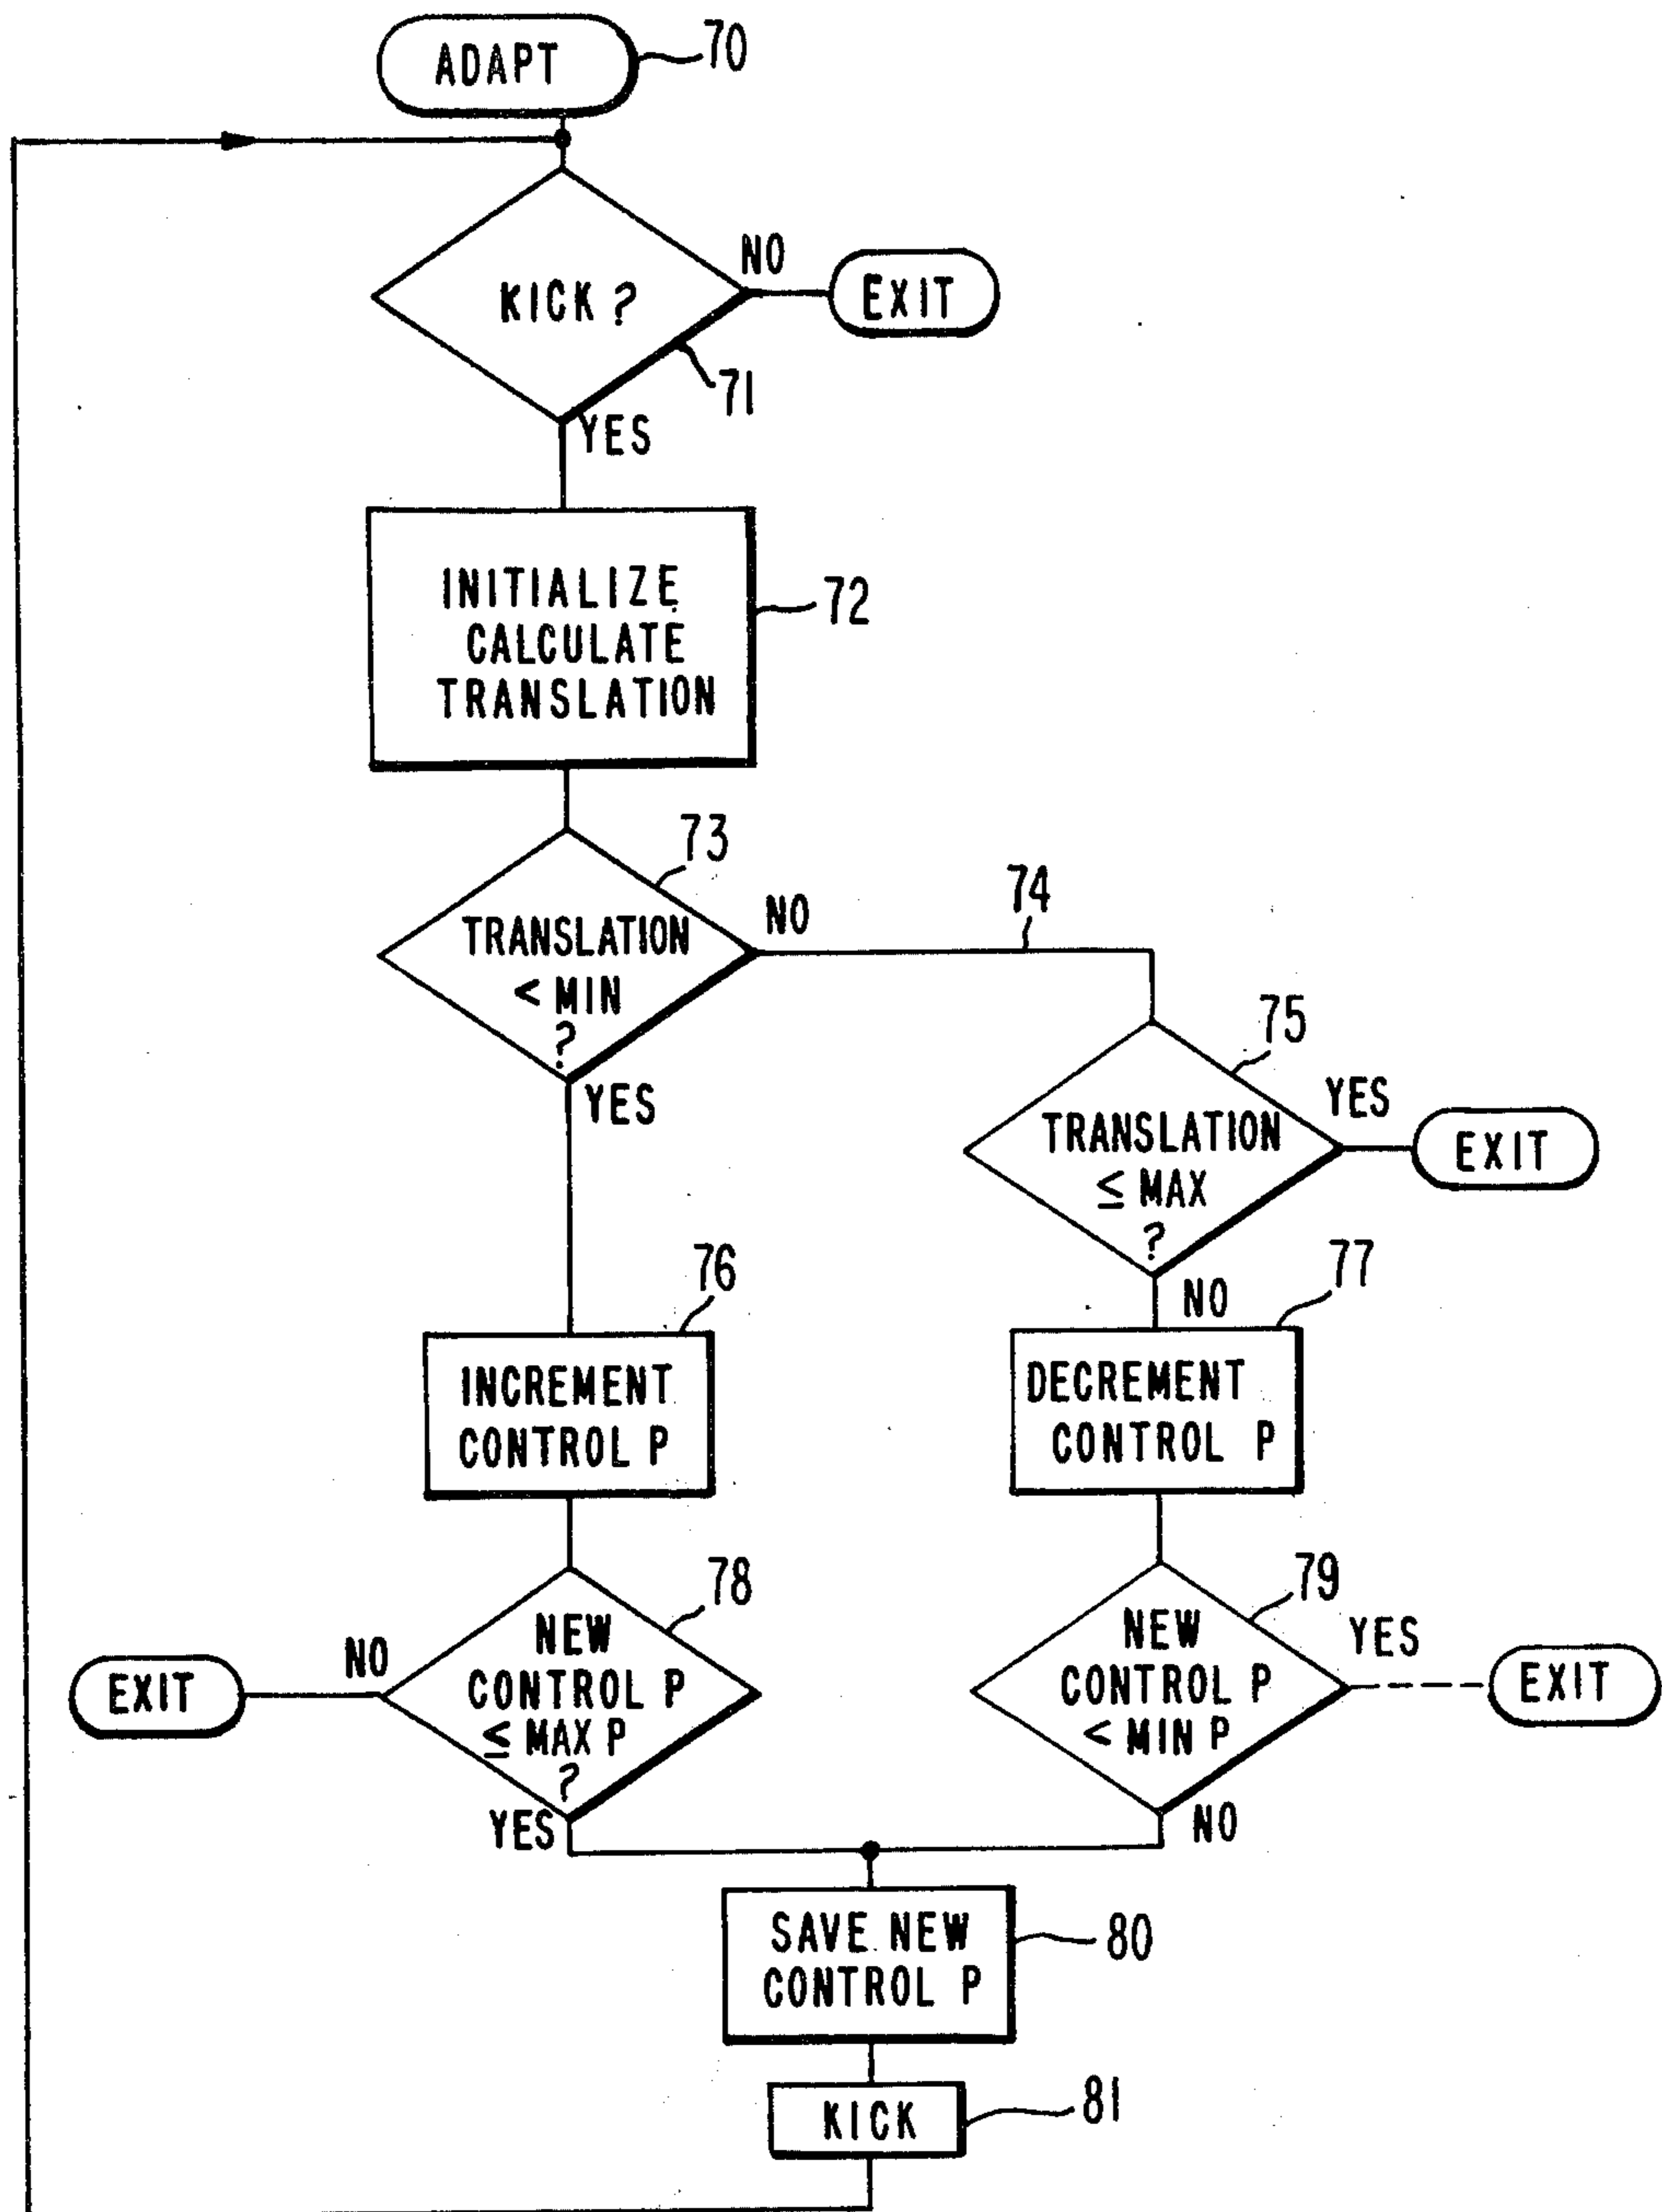 ADAPT
70
KICK ?
NO
EXIT
71
YES
INITIALIZE
CALCULATE
TRANSLATION
72
73
TRANSLATION
< MIN
?
NO
74
YES
75
TRANSLATION
≤ MAX
?
YES
EXIT
NO
76
INCREMENT
CONTROL P
77
DECREMENT
CONTROL P
78
NEW
CONTROL P
≤ MAX P
?
NO
EXIT
YES
79
NEW
CONTROL P
< MIN P
YES
EXIT
NO
SAVE NEW
CONTROL P
80
KICK
81